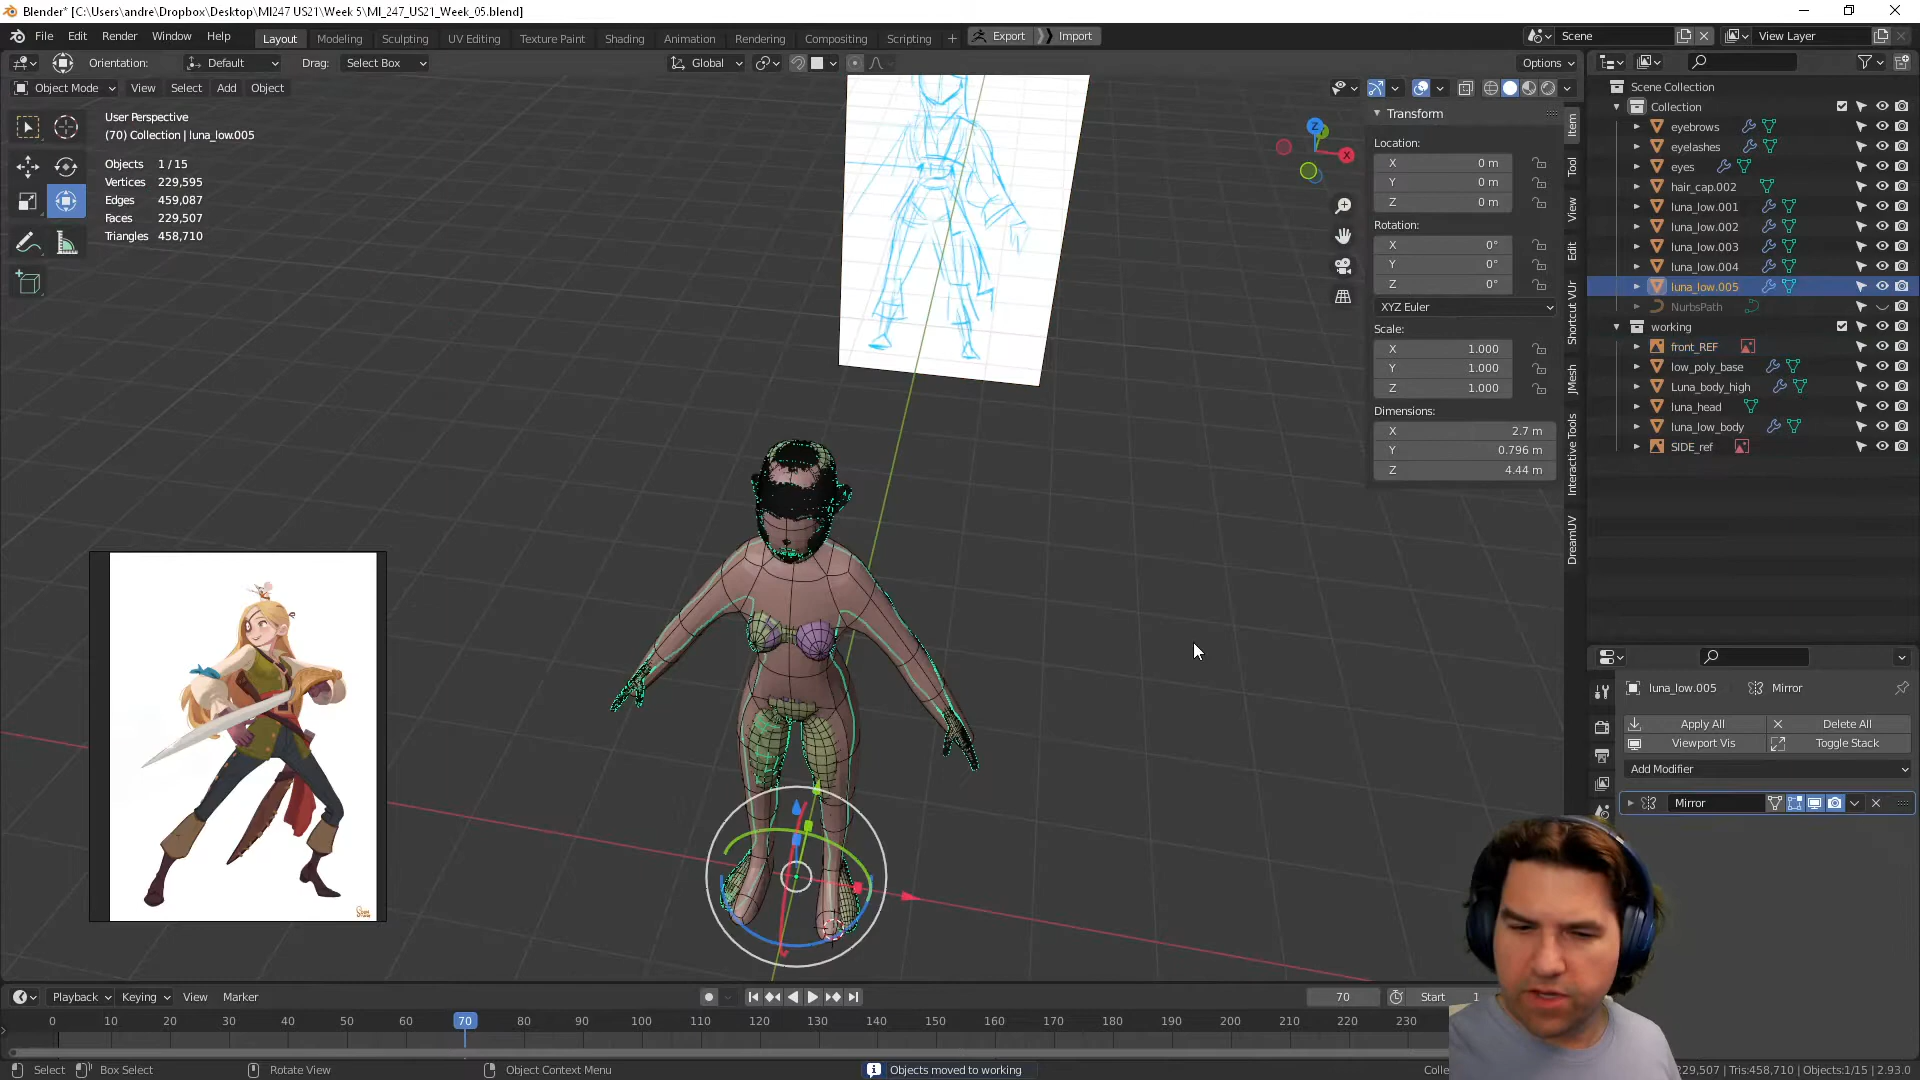 Blender* [C:\Users\andre\Dropbox\Desktop\MI247 US21\Week 5\MI_247_US21_Week_05.blend]
File Edit Render Window Help Layout Modeling Sculpting UV Editing Texture Paint Shading Animation Rendering Compositing Scripting + Export Import Scene View Layer
Orientation: Default Drag: Select Box Global Options
Object Mode View Select Add Object
User Perspective
(70) Collection | luna_low.005
Objects 1 / 15
Vertices 229,595
Edges 459,087
Faces 229,507
Triangles 458,710
Z
X
Transform
Location:
X 0 m
Y 0 m
Z 0 m
Rotation:
X 0°
Y 0°
Z 0°
XYZ Euler
Scale:
X 1.000
Y 1.000
Z 1.000
Dimensions:
X 2.7 m
Y 0.796 m
Z 4.44 m
Item
Tool
View
Edit
Shortcut VUr
JMesh
Interactive Tools
DreamUV
Scene Collection
Collection
eyebrows
eyelashes
eyes
hair_cap.002
luna_low.001
luna_low.002
luna_low.003
luna_low.004
luna_low.005
NurbsPath
working
front_REF
low_poly_base
Luna_body_high
luna_head
luna_low_body
SIDE_ref
luna_low.005 Mirror
Apply All Delete All
Viewport Vis Toggle Stack
Add Modifier
Mirror
Playback Keying View Marker 70 Start 1
0 10 20 30 40 50 60 70 80 90 100 110 120 130 140 150 160 170 180 190 200 210 220 230
Select Box Select Rotate View Object Context Menu Objects moved to working Colle 229,507 | Tris:458,710 | Objects:1/15 | 2.93.0